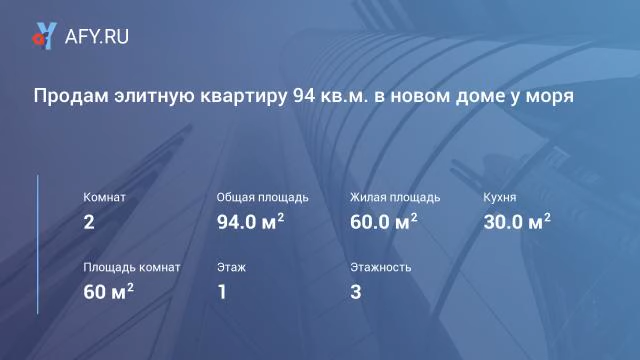 AFY.RU
Продам элитную квартиру 94 кв.м. в новом доме у моря
Комнат Общая площадь Жилая площадь Кухня
2 94.0 м² 60.0 м² 30.0 м²
Площадь комнат Этаж Этажность
60 м² 1 3